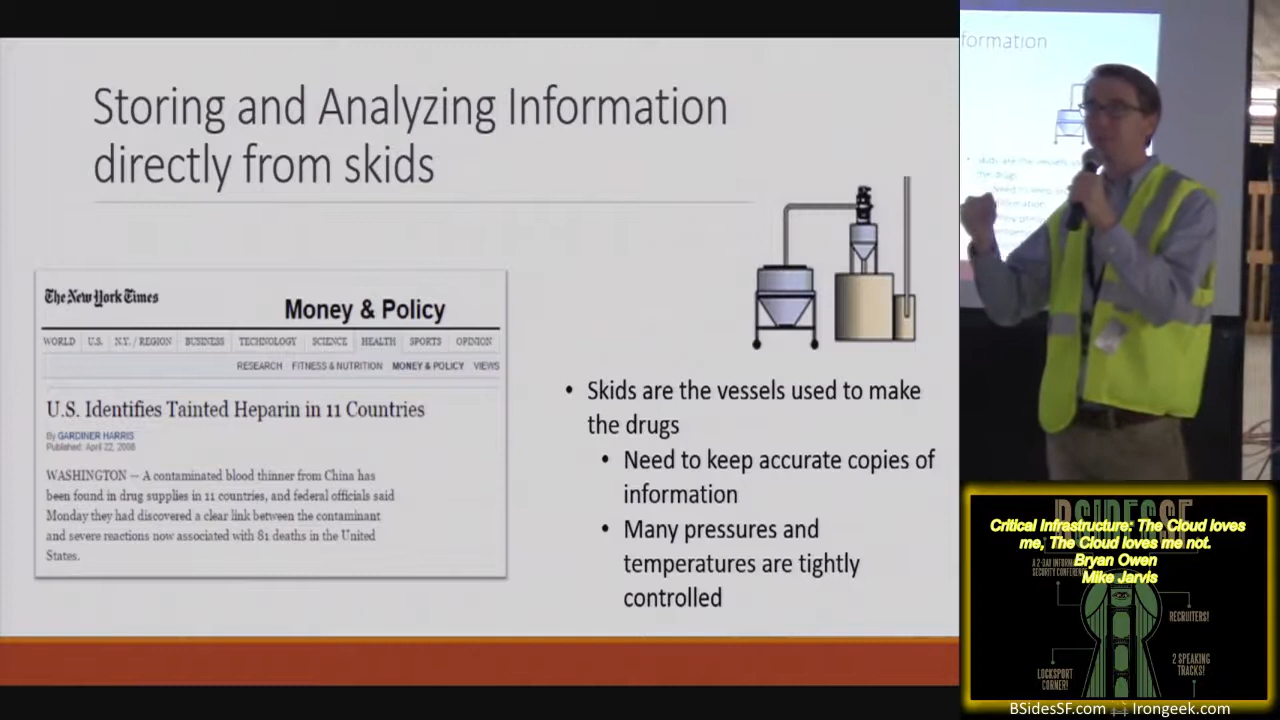 Storing and Analyzing Information
directly from skids
The New York Times
Money & Policy
WORLD U.S. N.Y. / REGION BUSINESS TECHNOLOGY SCIENCE HEALTH SPORTS OPINION
RESEARCH FITNESS & NUTRITION MONEY & POLICY VIEWS
U.S. Identifies Tainted Heparin in 11 Countries
By GARDINER HARRIS
Published: April 22, 2008
WASHINGTON — A contaminated blood thinner from China has
been found in drug supplies in 11 countries, and federal officials said
Monday they had discovered a clear link between the contaminant
and severe reactions now associated with 81 deaths in the United
States.
• Skids are the vessels used to make
the drugs
• Need to keep accurate copies of
information
• Many pressures and
temperatures are tightly
controlled
formation
BSIDESSF
Critical Infrastructure: The Cloud loves
me, The Cloud loves me not.
Bryan Owen
Mike Jarvis
A 2-DAY
SECURITY
RECRUITERS!
2 SPEAKING
TRACKS!
LOCKSPORT
CORNER!
BSidesSF.com
Irongeek.com